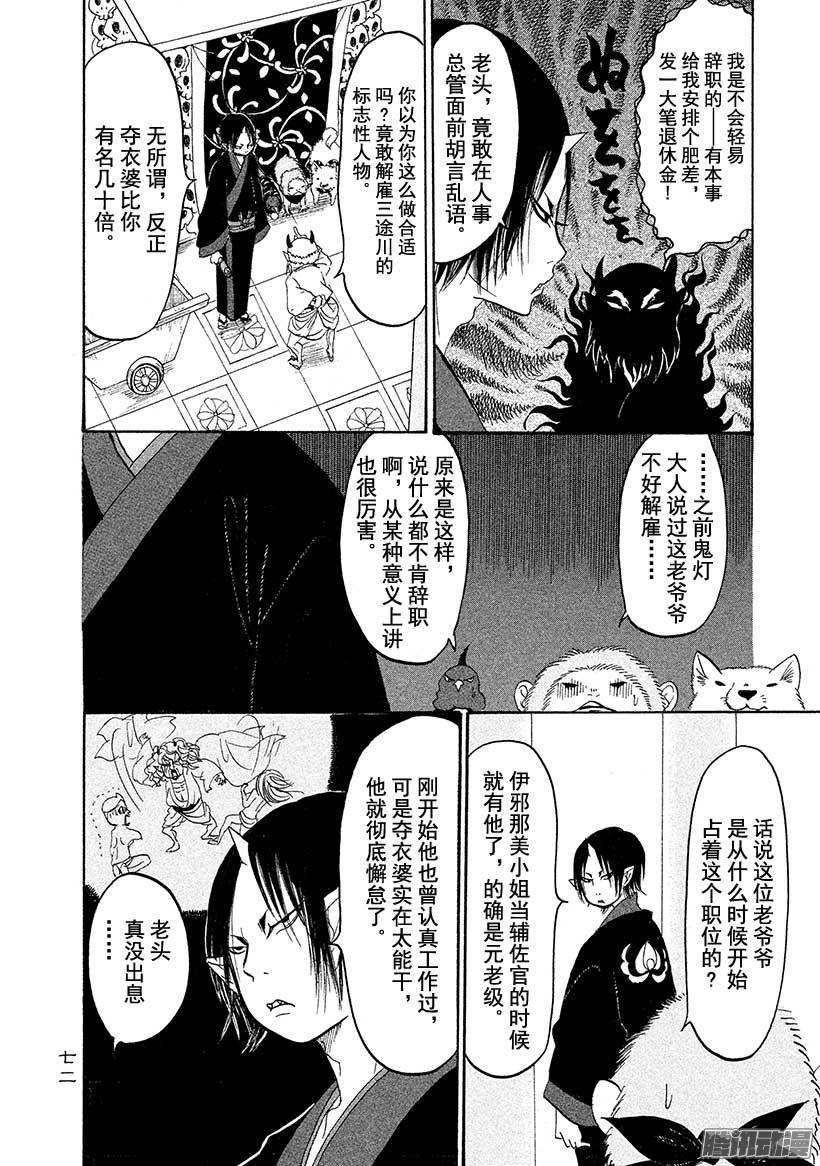 我是不会轻易
辞职的——有本事
给我安排个肥差，
发一大笔退休金！
ぬをををを
老头，竟敢在人事
总管面前胡言
乱语。
你以为你这么做合适
吗？竟敢解雇三途川的
标志性人物。
无所谓，反正
夺衣婆比你
有名几十倍。
……之前鬼灯
大人说过这老爷爷
不好解雇……
原来是这样，
说什么都不肯辞职
啊，从某种意义上讲
也很厉害。
话说这位老爷爷
是从什么时候开始
占着这个职位的？
伊邪那美小姐当辅佐官的时候
就有他了，的确是元老级。
刚开始他也曾认真工作过，
可是夺衣婆实在太能干，
他就彻底懈怠了。
老头
真没出息
……
七二
腾讯动漫